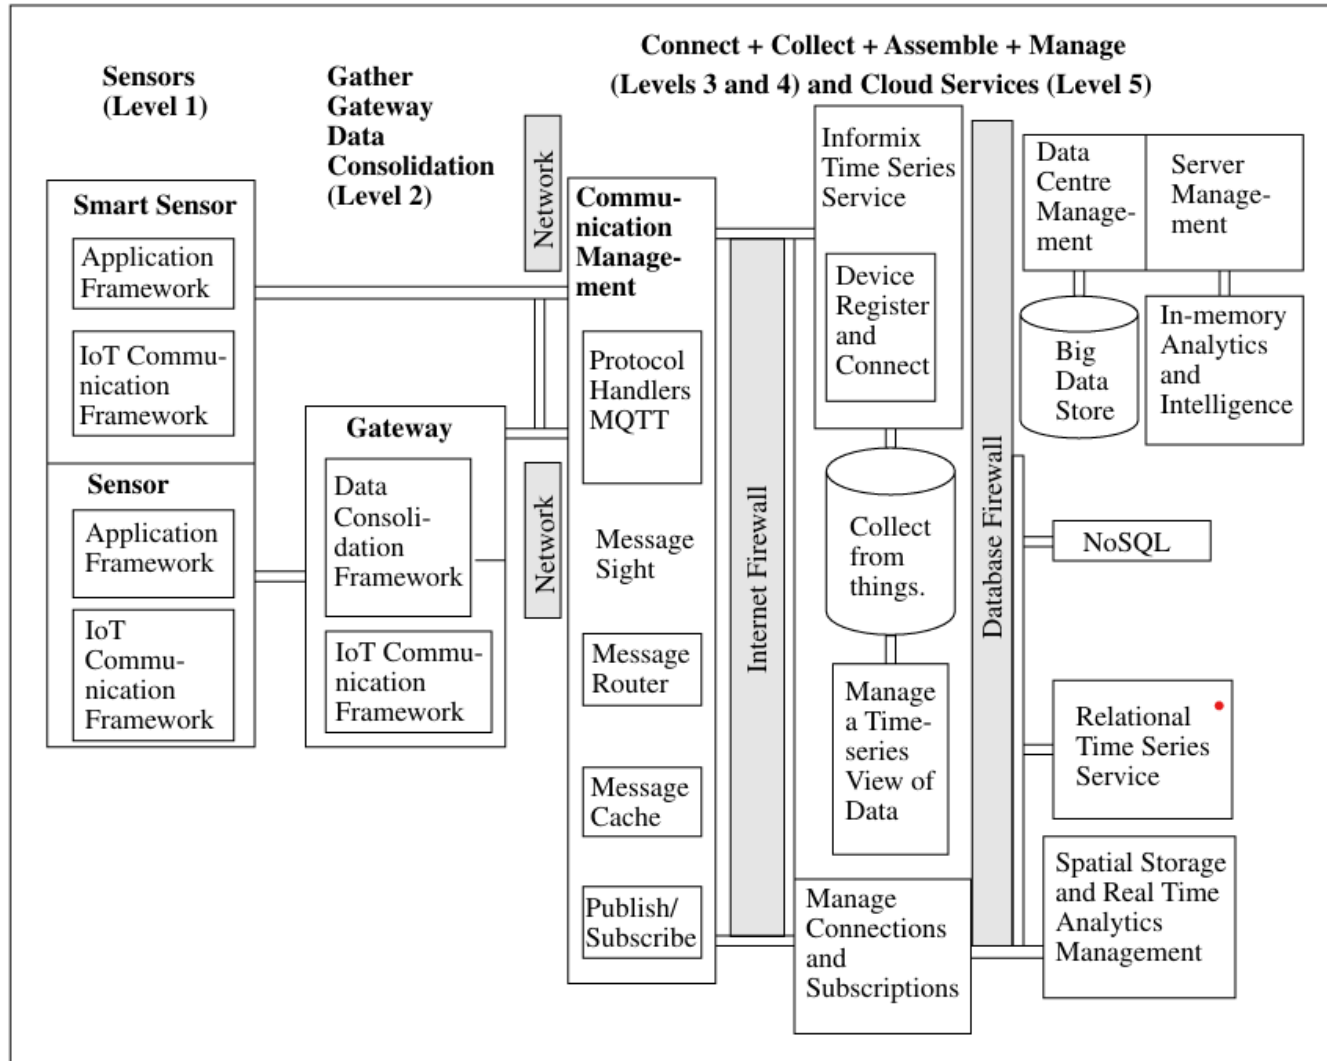 Connect + Collect + Assemble + Manage
(Levels 3 and 4) and Cloud Services (Level 5)
Sensors
(Level 1)
Gather
Gateway
Data
Consolidation
(Level 2)
Smart Sensor
Application
Framework
IoT Commu-
nication
Framework
Sensor
Application
Framework
IoT
Commu-
nication
Framework
Gateway
Data
Consoli-
dation
Framework
IoT Commu-
nication
Framework
Network
Network
Commu-
nication
Manage-
ment
Protocol
Handlers
MQTT
Message
Sight
Message
Router
Message
Cache
Publish/
Subscribe
Internet Firewall
Informix
Time Series
Service
Device
Register
and
Connect
Collect
from
things.
Manage
a Time-
series
View of
Data
Manage
Connections
and
Subscriptions
Database Firewall
Data
Centre
Manage-
ment
Server
Manage-
ment
Big
Data
Store
In-memory
Analytics
and
Intelligence
NoSQL
Relational
Time Series
Service
Spatial Storage
and Real Time
Analytics
Management